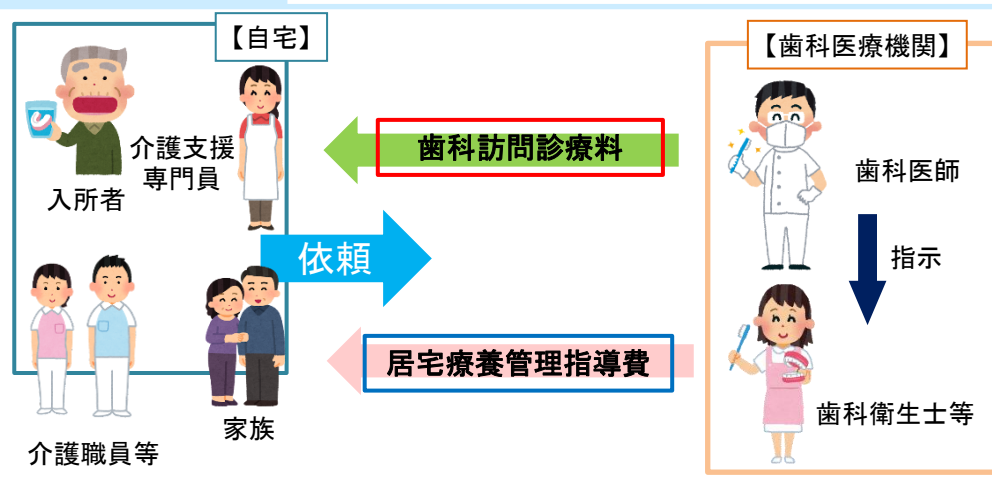 【自宅】
入所者
介護支援
専門員
依頼
介護職員等
家族
歯科訪問診療料
居宅療養管理指導費
【歯科医療機関】
歯科医師
指示
歯科衛生士等